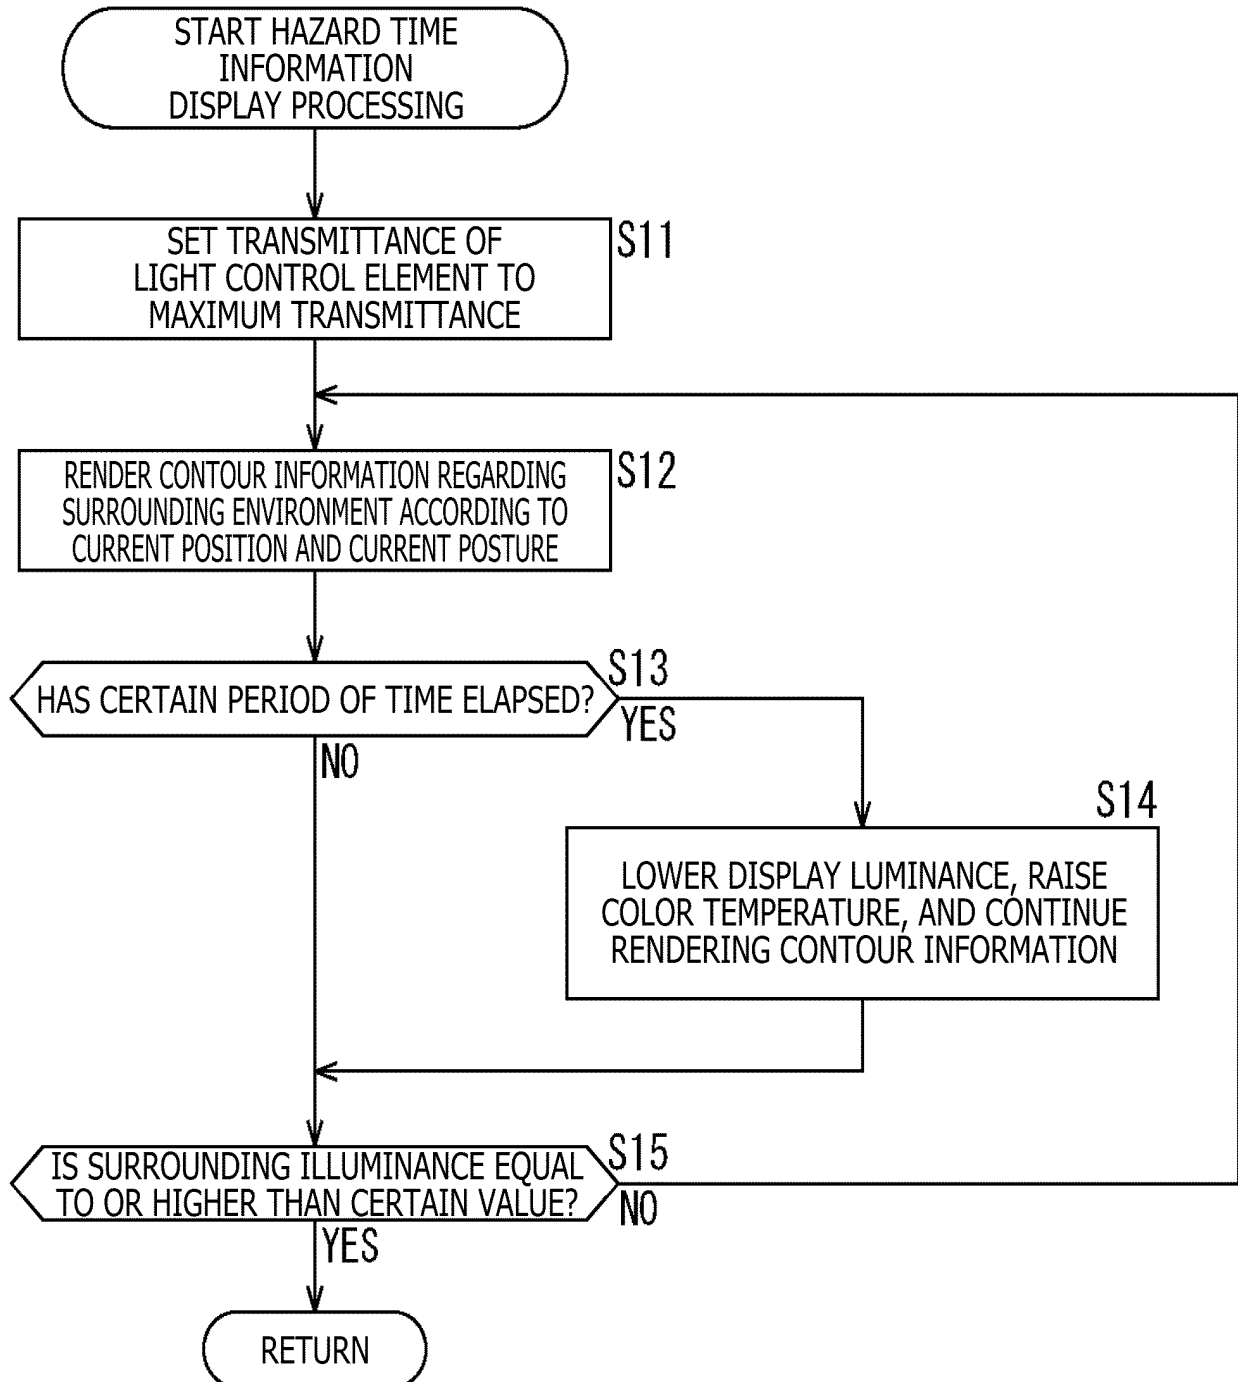 START HAZARD TIME
INFORMATION
DISPLAY PROCESSING
SET TRANSMITTANCE OF
LIGHT CONTROL ELEMENT TO
MAXIMUM TRANSMITTANCE
S11
RENDER CONTOUR INFORMATION REGARDING
SURROUNDING ENVIRONMENT ACCORDING TO
CURRENT POSITION AND CURRENT POSTURE
S12
HAS CERTAIN PERIOD OF TIME ELAPSED?
S13
YES
NO
S14
LOWER DISPLAY LUMINANCE, RAISE
COLOR TEMPERATURE, AND CONTINUE
RENDERING CONTOUR INFORMATION
IS SURROUNDING ILLUMINANCE EQUAL
TO OR HIGHER THAN CERTAIN VALUE?
S15
NO
YES
RETURN